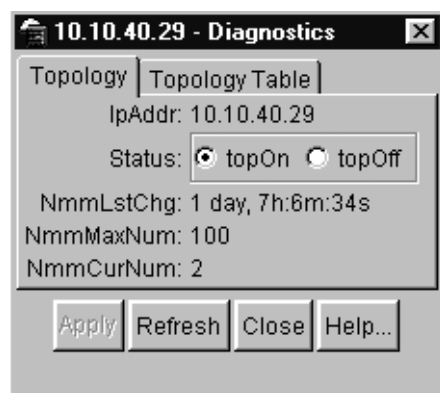 10.10.40.29 - Diagnostics
Topology Topology Table
IpAddr: 10.10.40.29
Status: topOn topOff
NmmLstChg: 1 day, 7h:6m:34s
NmmMaxNum: 100
NmmCurNum: 2
Apply Refresh Close Help...